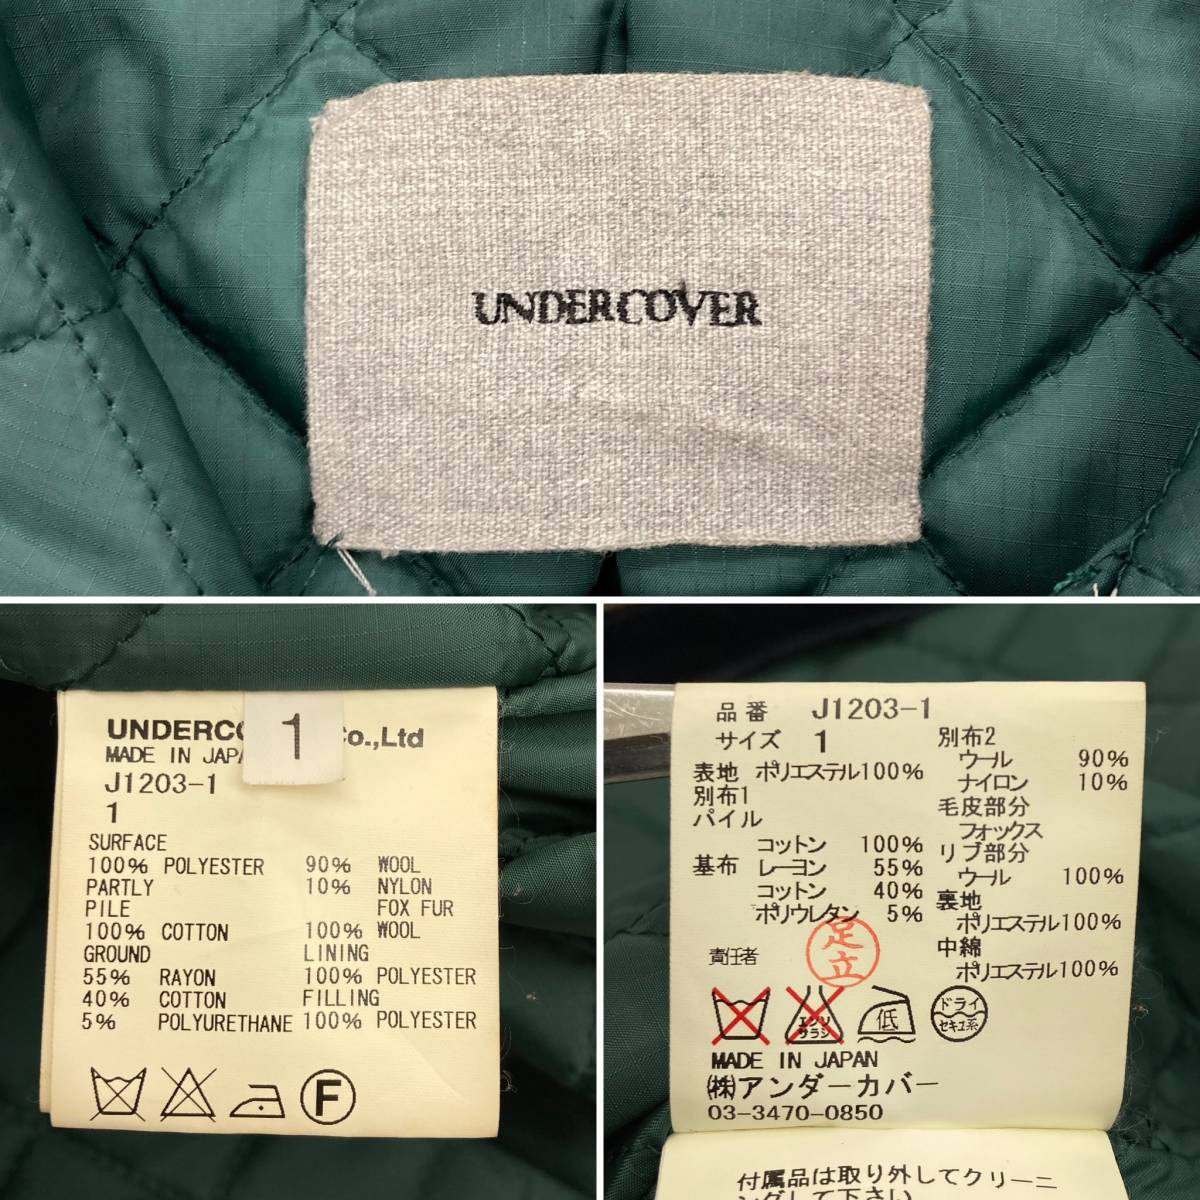 UNDERCOVER
1
Co.,Ltd
MADE IN
J1203-1
1
SURFACE
100% POLYESTER 90% WOOL
PARTLY 10% NYLON
PILE FOX FUR
100% COTTON 100% WOOL
GROUND LINING
55% RAYON 100% POLYESTER
40% COTTON FILLING
5% POLYURETHANE 100% POLYESTER
F
品番 J1203-1
サイズ 1
表地 ポリエステル100%
別布1
パイル
コットン 100%
基布 レーヨン 55%
コットン 40%
ポリウレタン 5%
別布2
ウール 90%
ナイロン 10%
毛皮部分
フォックス
リブ部分
ウール 100%
裏地
ポリエステル100%
中綿
ポリエステル100%
責任者 足立
エンソサラシ 低 ドライ セキユ系
MADE IN JAPAN
㈱アンダーカバー
03-3470-0850
付属品は取り外してクリーニ
ングして下さい